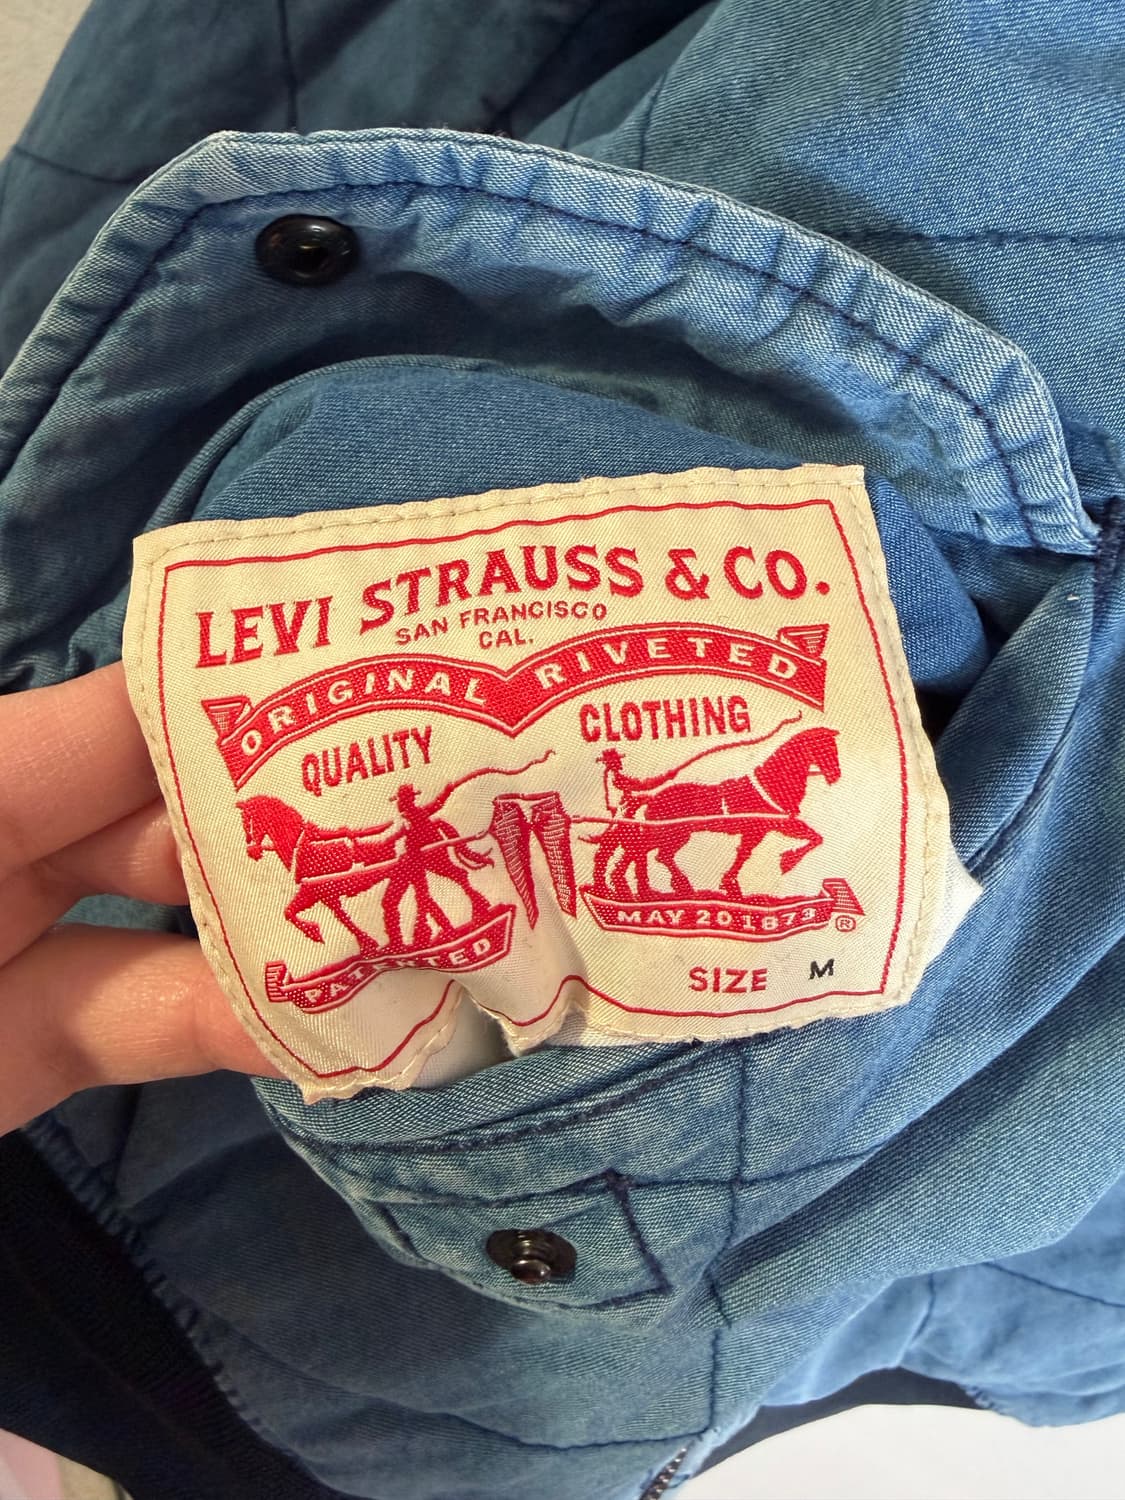 LEVI STRAUSS & CO.
SAN FRANCISCO
CAL.
ORIGINAL RIVETED
QUALITY CLOTHING
PATENTED MAY 20 1873 ®
SIZE M